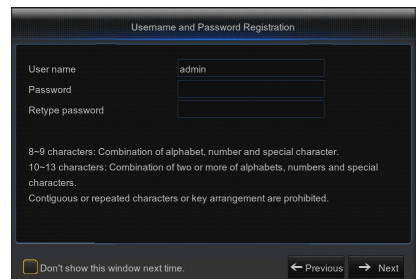 Username and Password Registration
User name
admin
Password
Retype password
8~9 characters: Combination of alphabet, number and special character.
10~13 characters: Combination of two or more of alphabets, numbers and special
characters.
Contiguous or repeated characters or key arrangement are prohibited.
Don't show this window next time.
Previous
Next